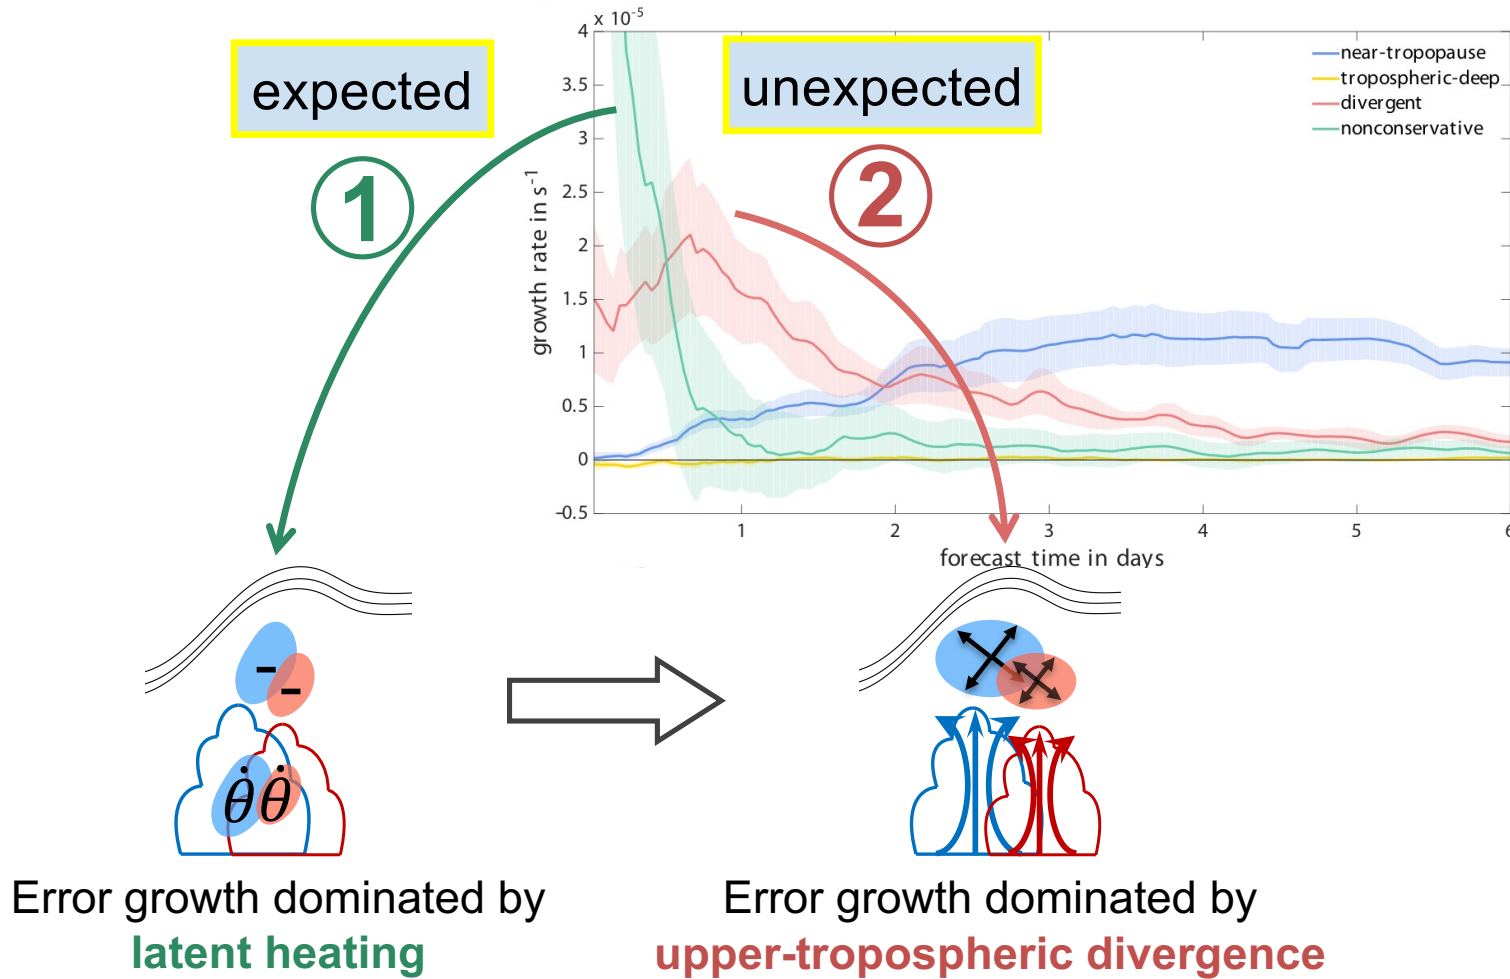 expected
unexpected
1
2
x 10⁻⁵
4
3.5
3
2.5
2
1.5
1
0.5
0
−0.5
growth rate in s⁻¹
near-tropopause
tropospheric-deep
divergent
nonconservative
1 2 3 4 5 6
forecast time in days
- -
θ̇ θ̇
Error growth dominated by
latent heating
Error growth dominated by
upper-tropospheric divergence